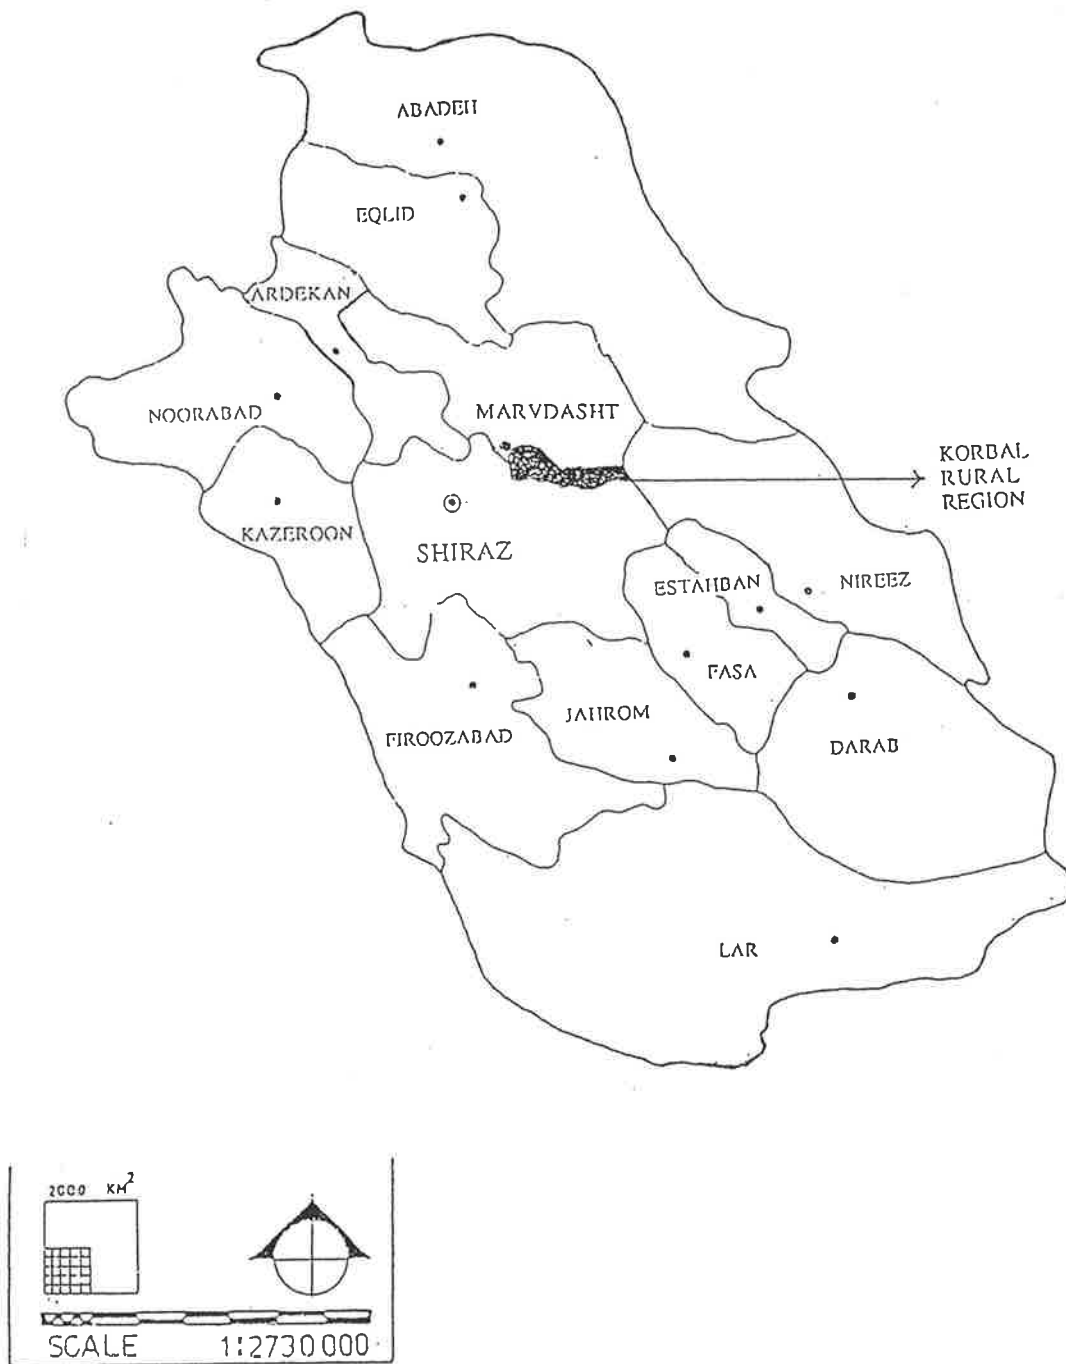 ABADEH
EQLID
ARDEKAN
NOORABAD
MARVDASHT
KORBAL
RURAL
REGION
KAZEROON
SHIRAZ
ESTAHBAN
NIREEZ
FASA
JAHROM
FIROOZABAD
DARAB
LAR
2000 KM²
SCALE 1:2730000